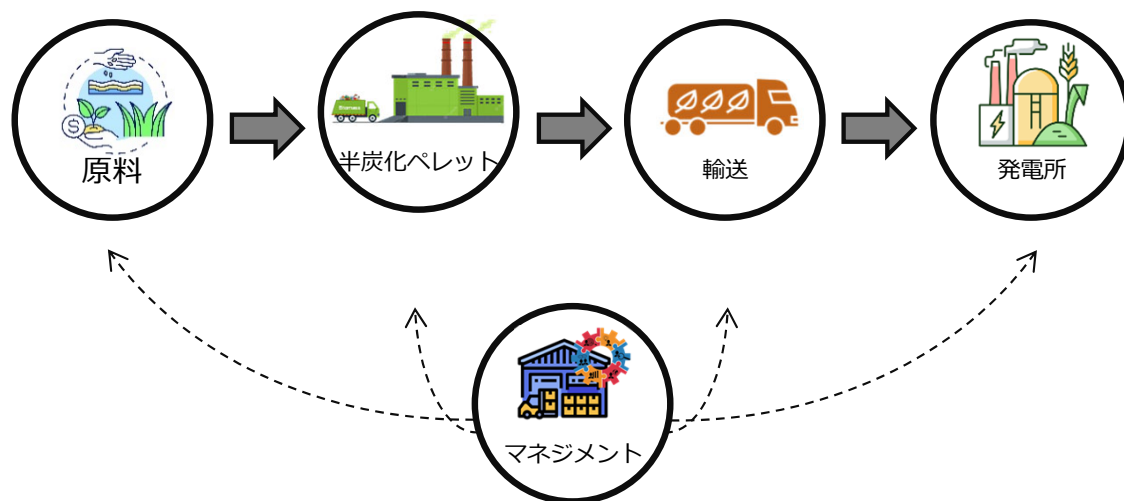 原料
半炭化ペレット
輸送
発電所
マネジメント